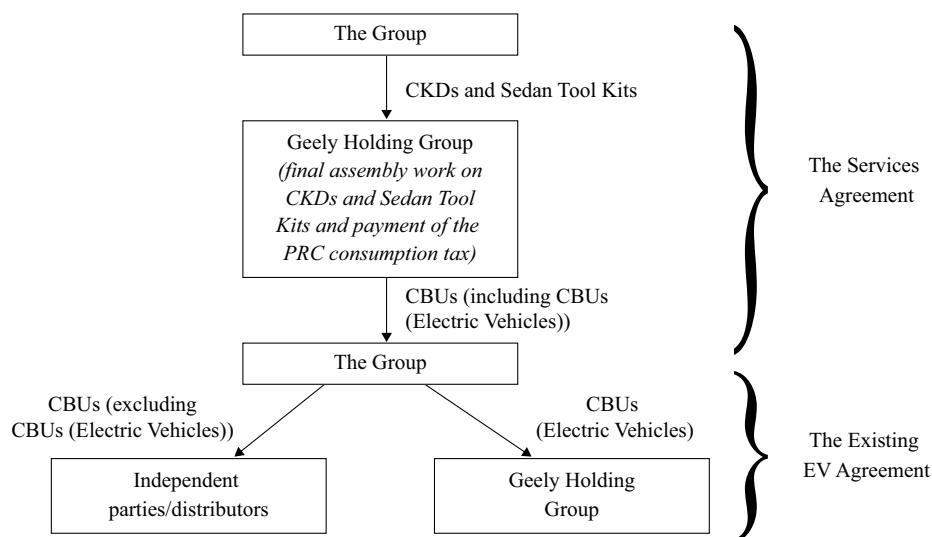 The Group
CKDs and Sedan Tool Kits
Geely Holding Group
(final assembly work on
CKDs and Sedan Tool
Kits and payment of the
PRC consumption tax)
The Services
Agreement
CBUs (including CBUs
(Electric Vehicles))
The Group
CBUs (excluding
CBUs (Electric Vehicles))
CBUs
(Electric Vehicles)
The Existing
EV Agreement
Independent
parties/distributors
Geely Holding
Group